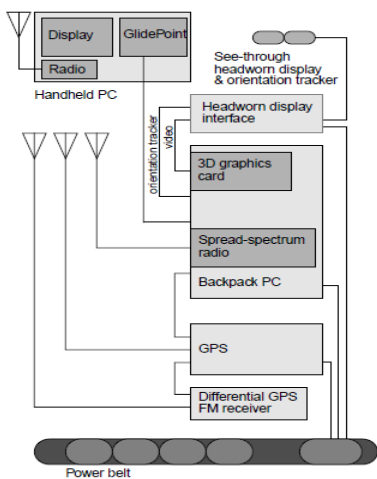 Display
GlidePoint
Radio
Handheld PC
See-through
headworn display
& orientation tracker
Headworn display
interface
orientation tracker
video
3D graphics
card
Spread-spectrum
radio
Backpack PC
GPS
Differential GPS
FM receiver
Power belt